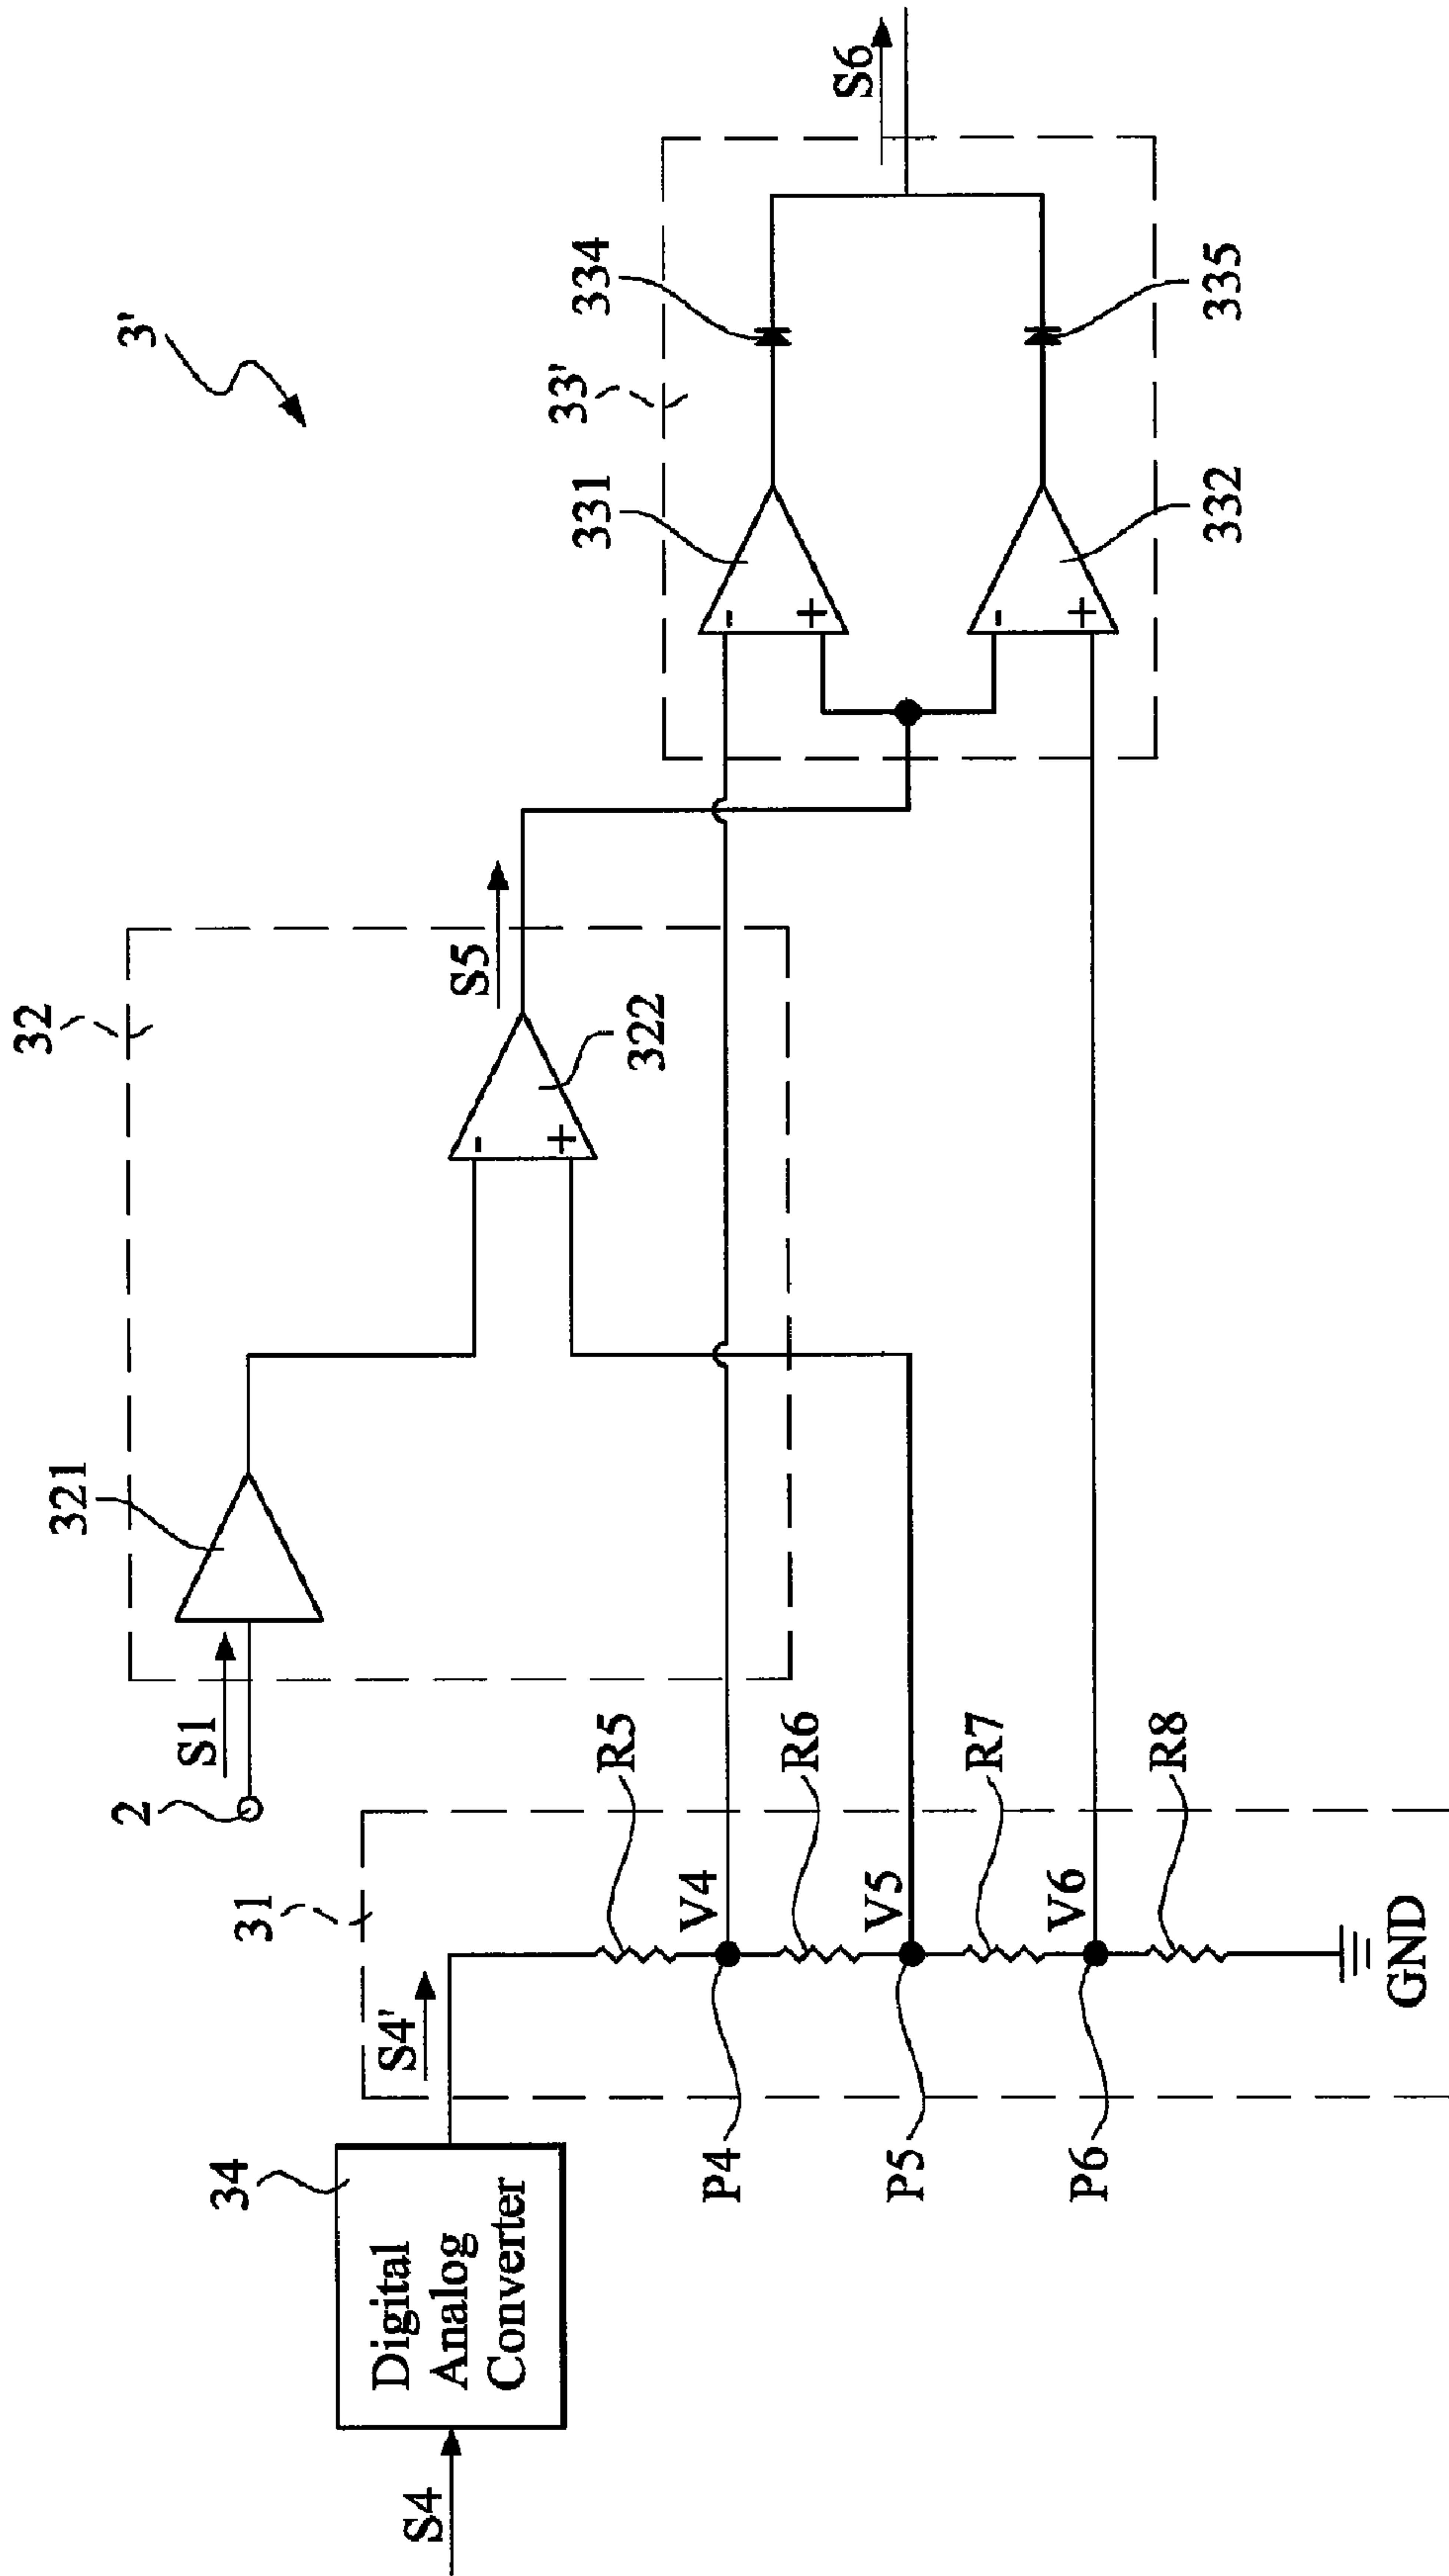 3'
S4
34
Digital
Analog
Converter
S4'
31
2
S1
321
32
322
S5
33'
331
334
S6
332
335
R5
V4
P4
R6
V5
P5
R7
V6
P6
R8
GND
-
+
-
+
-
+